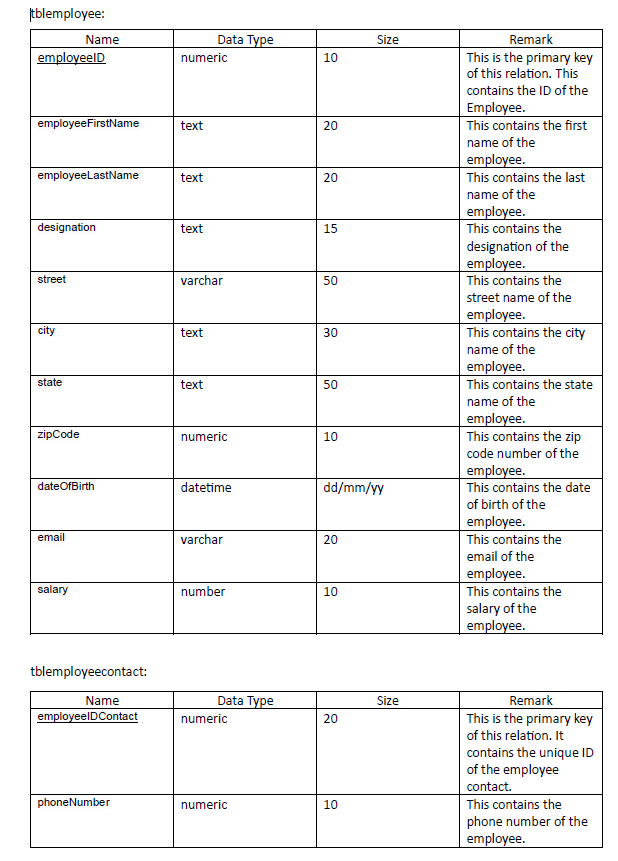 tblemployee:
Name Data Type Size Remark
employeeID numeric 10 This is the primary key
of this relation. This
contains the ID of the
Employee.
employeeFirstName text 20 This contains the first
name of the
employee.
employeeLastName text 20 This contains the last
name of the
employee.
designation text 15 This contains the
designation of the
employee.
street varchar 50 This contains the
street name of the
employee.
city text 30 This contains the city
name of the
employee.
state text 50 This contains the state
name of the
employee.
zipCode numeric 10 This contains the zip
code number of the
employee.
dateOfBirth datetime dd/mm/yy This contains the date
of birth of the
employee.
email varchar 20 This contains the
email of the
employee.
salary number 10 This contains the
salary of the
employee.
tblemployeecontact:
Name Data Type Size Remark
employeeIDContact numeric 20 This is the primary key
of this relation. It
contains the unique ID
of the employee
contact.
phoneNumber numeric 10 This contains the
phone number of the
employee.